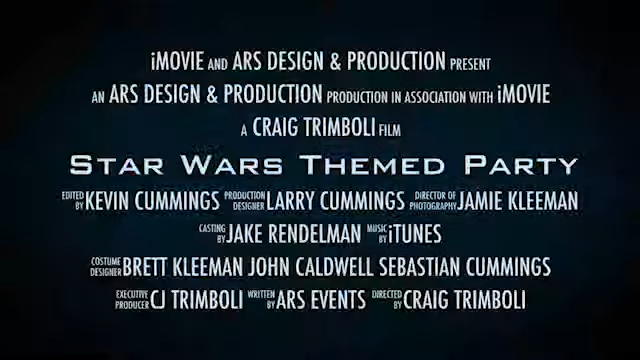 iMOVIE AND ARS DESIGN & PRODUCTION PRESENT
AN ARS DESIGN & PRODUCTION PRODUCTION IN ASSOCIATION WITH iMOVIE
A CRAIG TRIMBOLI FILM
STAR WARS THEMED PARTY
EDITED BY KEVIN CUMMINGS PRODUCTION DESIGNER LARRY CUMMINGS DIRECTOR OF PHOTOGRAPHY JAMIE KLEEMAN
CASTING BY JAKE RENDELMAN MUSIC BY iTUNES
COSTUME DESIGNER BRETT KLEEMAN JOHN CALDWELL SEBASTIAN CUMMINGS
EXECUTIVE PRODUCER CJ TRIMBOLI WRITTEN BY ARS EVENTS DIRECTED BY CRAIG TRIMBOLI